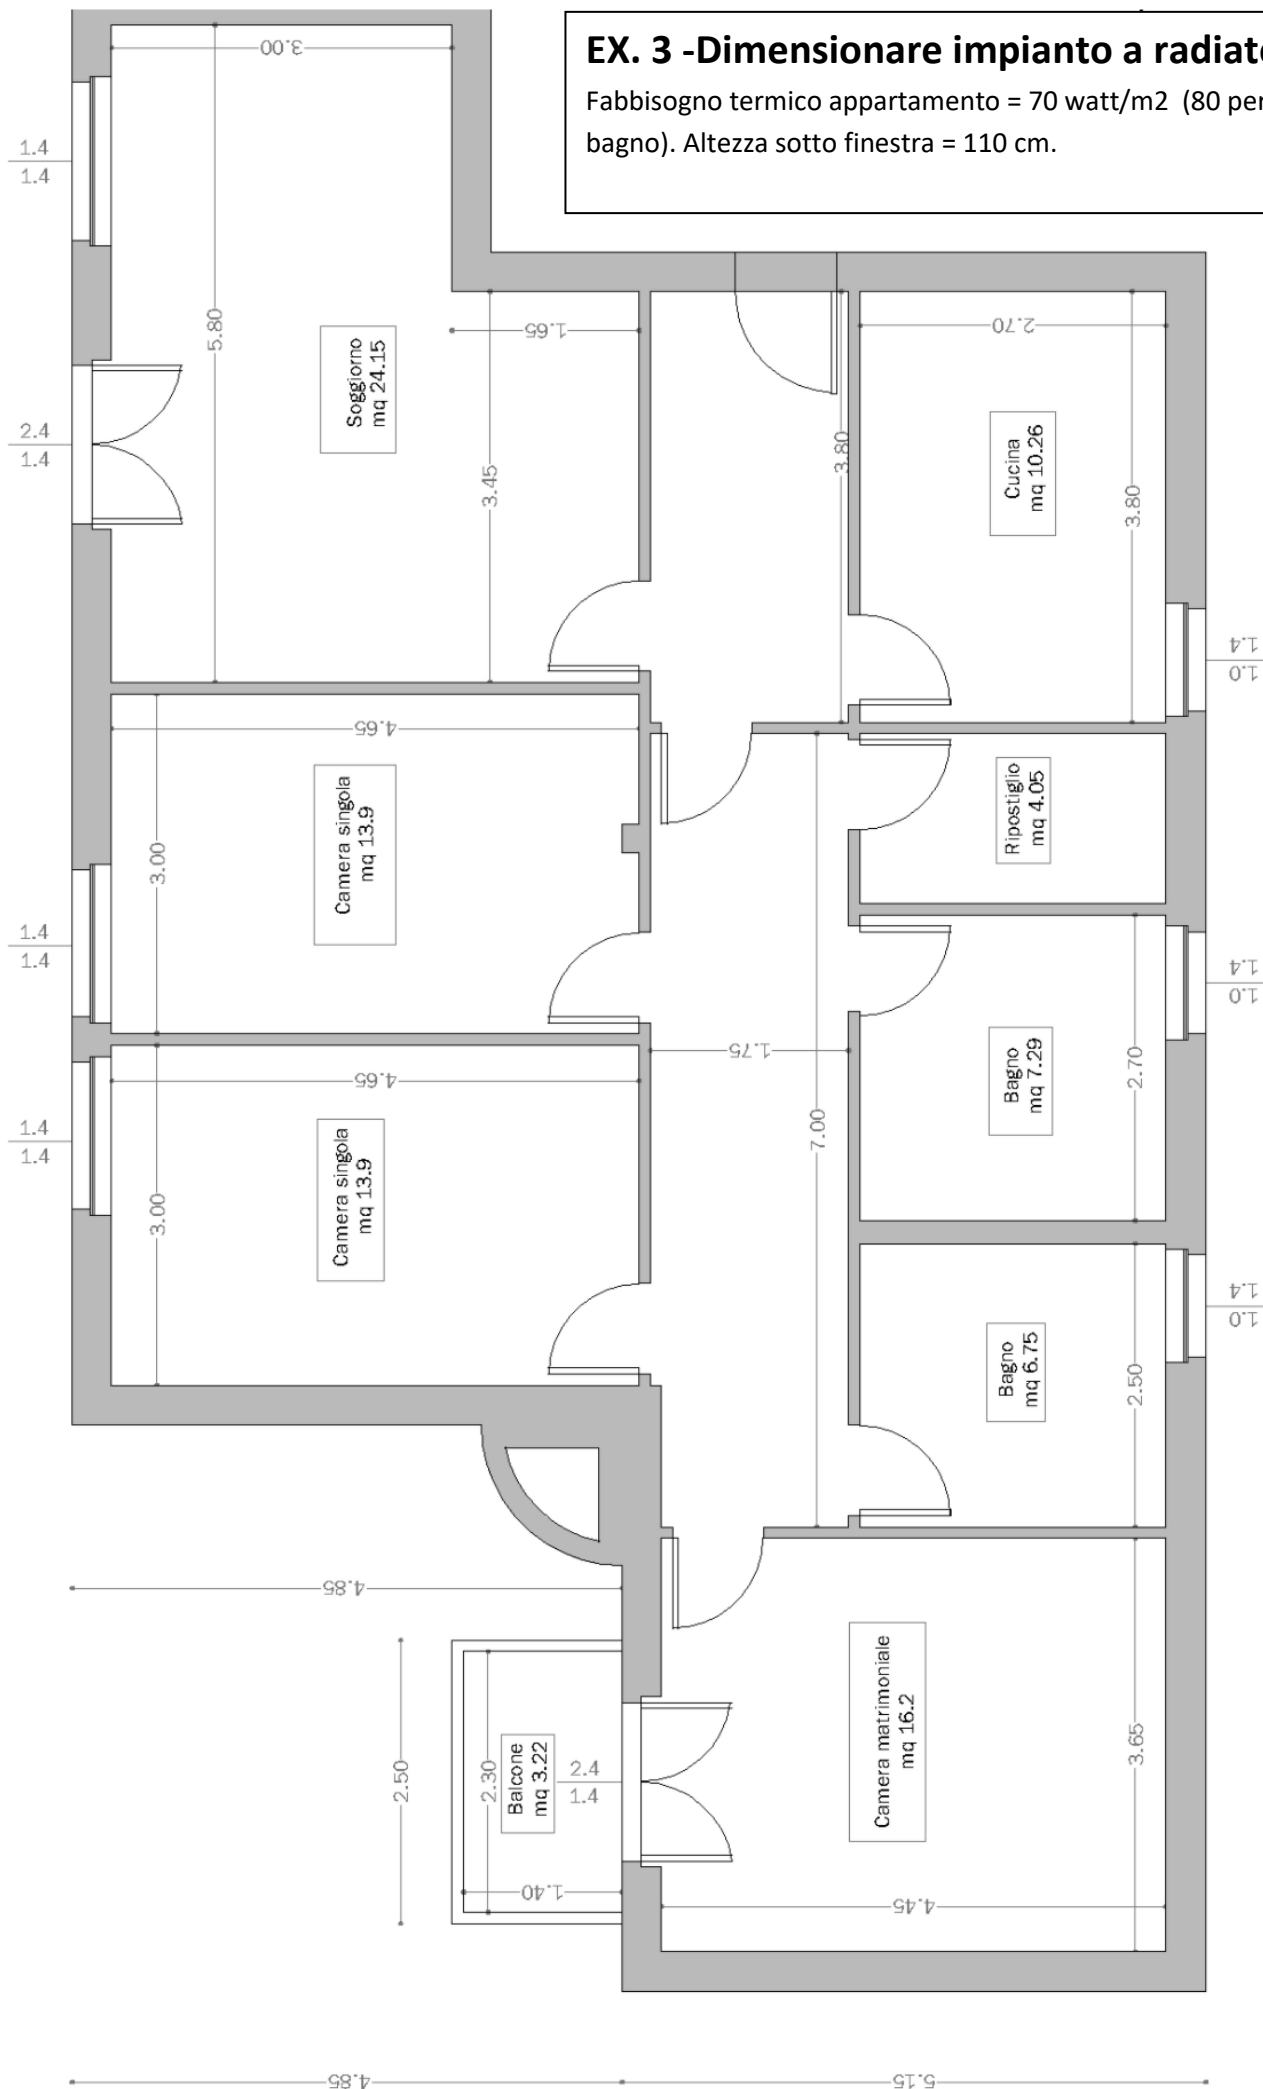 EX. 3 -Dimensionare impianto a radiato
Fabbisogno termico appartamento = 70 watt/m2 (80 per
bagno). Altezza sotto finestra = 110 cm.
3.00
1.4
1.4
5.80
1.65
Soggiorno
mq 24.15
2.4
1.4
3.45
3.80
2.70
Cucina
mq 10.26
3.80
1.4
1.0
4.65
Camera singola
mq 13.9
3.00
1.4
1.4
Ripostiglio
mq 4.05
1.4
1.0
4.65
Camera singola
mq 13.9
3.00
1.4
1.4
1.75
7.00
Bagno
mq 7.29
2.70
1.4
1.0
Bagno
mq 6.75
2.50
4.85
2.50
2.30
Balcone
mq 3.22
2.4
1.4
1.40
Camera matrimoniale
mq 16.2
3.65
4.45
4.85
5.15